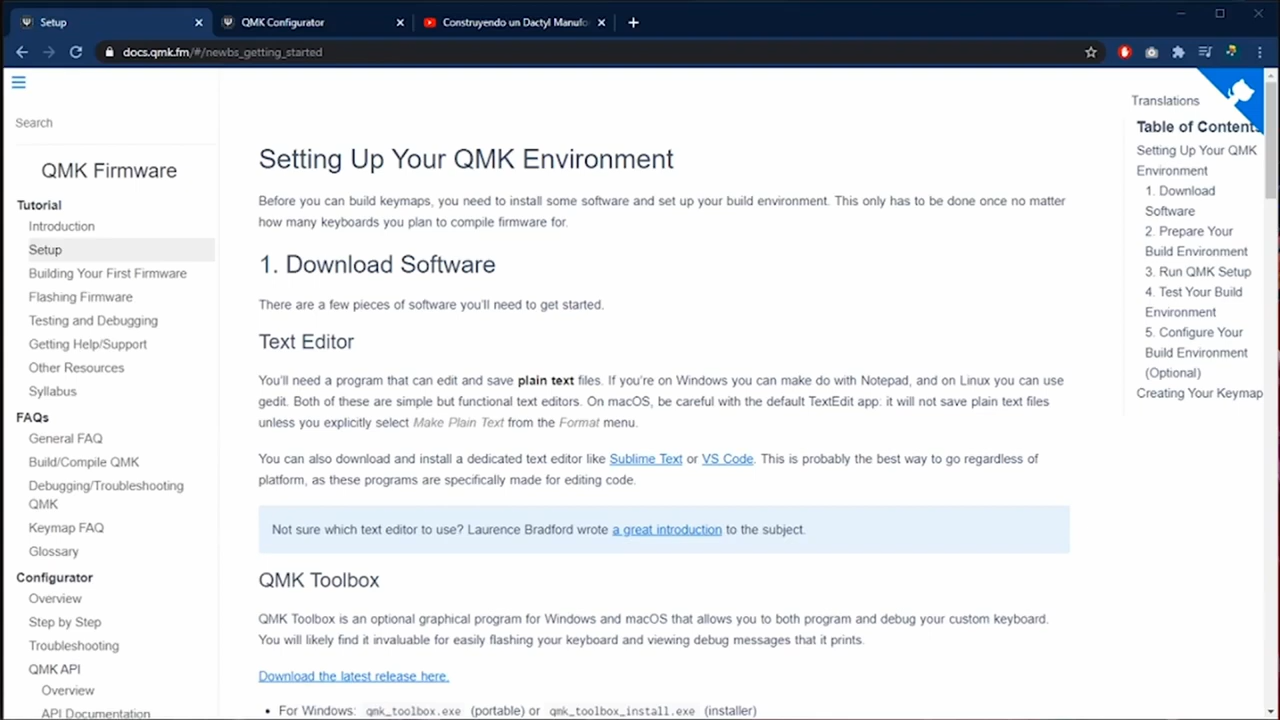 Setup
QMK Configurator
Construyendo un Dactyl Manufo
docs.qmk.fm/#/newbs_getting_started
Search
QMK Firmware
Tutorial
Introduction
Setup
Building Your First Firmware
Flashing Firmware
Testing and Debugging
Getting Help/Support
Other Resources
Syllabus
FAQs
General FAQ
Build/Compile QMK
Debugging/Troubleshooting
QMK
Keymap FAQ
Glossary
Configurator
Overview
Step by Step
Troubleshooting
QMK API
Overview
API Documentation
Setting Up Your QMK Environment
Before you can build keymaps, you need to install some software and set up your build environment. This only has to be done once no matter
how many keyboards you plan to compile firmware for.
1. Download Software
There are a few pieces of software you'll need to get started.
Text Editor
You'll need a program that can edit and save plain text files. If you're on Windows you can make do with Notepad, and on Linux you can use
gedit. Both of these are simple but functional text editors. On macOS, be careful with the default TextEdit app: it will not save plain text files
unless you explicitly select Make Plain Text from the Format menu.
You can also download and install a dedicated text editor like Sublime Text or VS Code. This is probably the best way to go regardless of
platform, as these programs are specifically made for editing code.
Not sure which text editor to use? Laurence Bradford wrote a great introduction to the subject.
QMK Toolbox
QMK Toolbox is an optional graphical program for Windows and macOS that allows you to both program and debug your custom keyboard.
You will likely find it invaluable for easily flashing your keyboard and viewing debug messages that it prints.
Download the latest release here.
• For Windows: qmk_toolbox.exe (portable) or qmk_toolbox_install.exe (installer)
Translations
Table of Contents
Setting Up Your QMK
Environment
1. Download
Software
2. Prepare Your
Build Environment
3. Run QMK Setup
4. Test Your Build
Environment
5. Configure Your
Build Environment
(Optional)
Creating Your Keymap